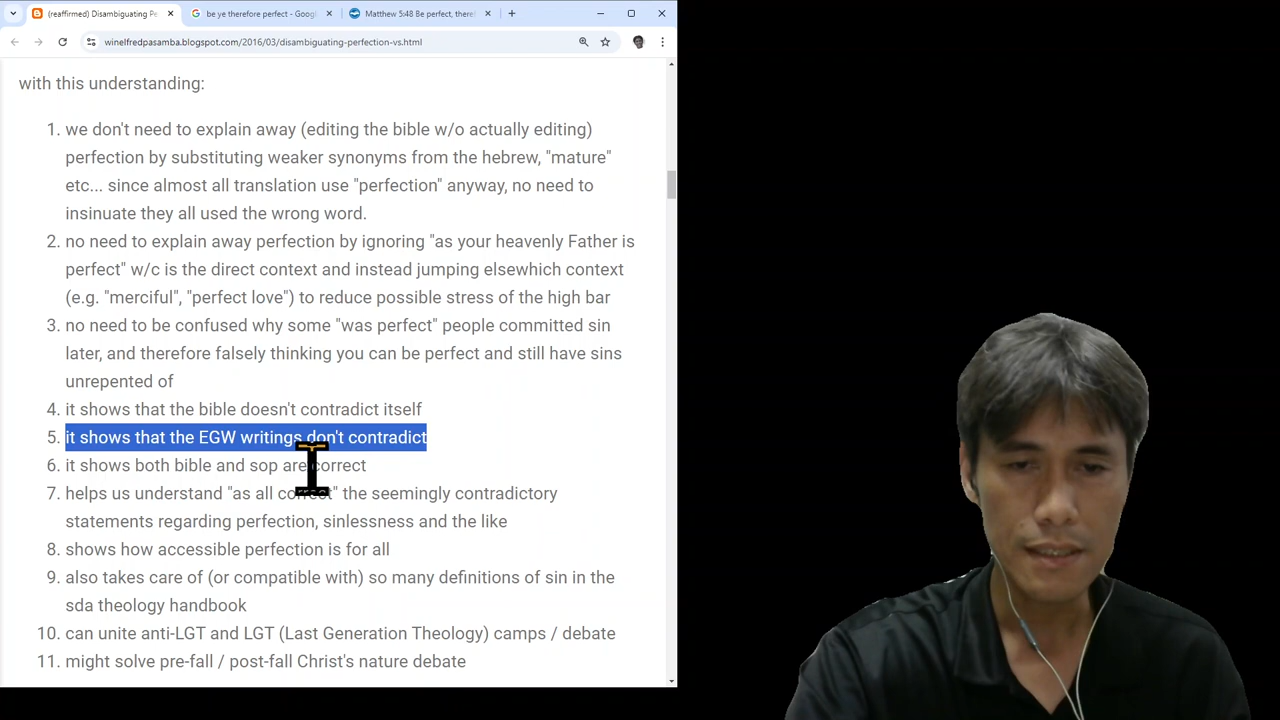 (reaffirmed) Disambiguating Pe
be ye therefore perfect - Googl
Matthew 5:48 Be perfect, theref
winelfredpasamba.blogspot.com/2016/03/disambiguating-perfection-vs.html
with this understanding:
1. we don't need to explain away (editing the bible w/o actually editing)
perfection by substituting weaker synonyms from the hebrew, "mature"
etc... since almost all translation use "perfection" anyway, no need to
insinuate they all used the wrong word.
2. no need to explain away perfection by ignoring "as your heavenly Father is
perfect" w/c is the direct context and instead jumping elsewhich context
(e.g. "merciful", "perfect love") to reduce possible stress of the high bar
3. no need to be confused why some "was perfect" people committed sin
later, and therefore falsely thinking you can be perfect and still have sins
unrepented of
4. it shows that the bible doesn't contradict itself
5. it shows that the EGW writings don't contradict
6. it shows both bible and sop are correct
7. helps us understand "as all correct" the seemingly contradictory
statements regarding perfection, sinlessness and the like
8. shows how accessible perfection is for all
9. also takes care of (or compatible with) so many definitions of sin in the
sda theology handbook
10. can unite anti-LGT and LGT (Last Generation Theology) camps / debate
11. might solve pre-fall / post-fall Christ's nature debate